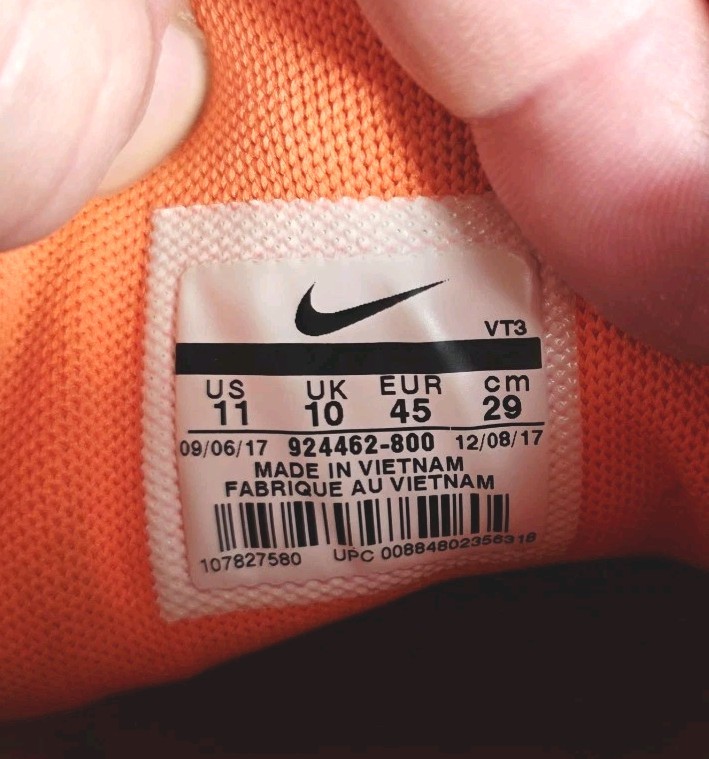 VT3
US UK EUR cm
11 10 45 29
09/06/17 924462-800 12/08/17
MADE IN VIETNAM
FABRIQUE AU VIETNAM
107827580 UPC 00884802356318